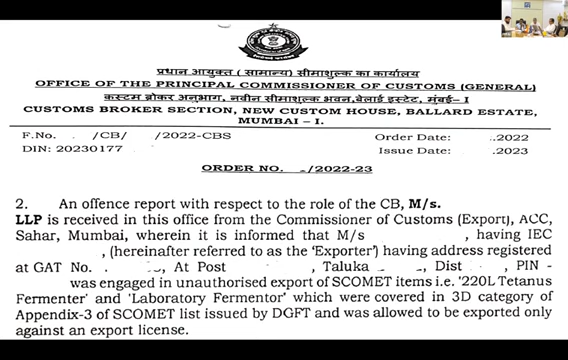 प्रधान आयुक्त ( सामान्य) सीमाशुल्क का कार्यालय
OFFICE OF THE PRINCIPAL COMMISSIONER OF CUSTOMS (GENERAL)
कस्टम ब्रोकर अनुभाग, नवीन सीमाशुल्क भवन, बेलार्ड इस्टेट, मुंबई– I
CUSTOMS BROKER SECTION, NEW CUSTOM HOUSE, BALLARD ESTATE,
MUMBAI – I.
F.No. /CB/ /2022-CBS Order Date: ..2022
DIN: 20230177 Issue Date: .2023
ORDER NO. /2022-23
2. An offence report with respect to the role of the CB, M/s.
LLP is received in this office from the Commissioner of Customs (Export), ACC,
Sahar, Mumbai, wherein it is informed that M/s , having IEC
, (hereinafter referred to as the 'Exporter') having address registered
at GAT No. , At Post , Taluka , Dist , PIN -
was engaged in unauthorised export of SCOMET items i.e. '220L Tetanus
Fermenter' and 'Laboratory Fermentor' which were covered in 3D category of
Appendix-3 of SCOMET list issued by DGFT and was allowed to be exported only
against an export license.